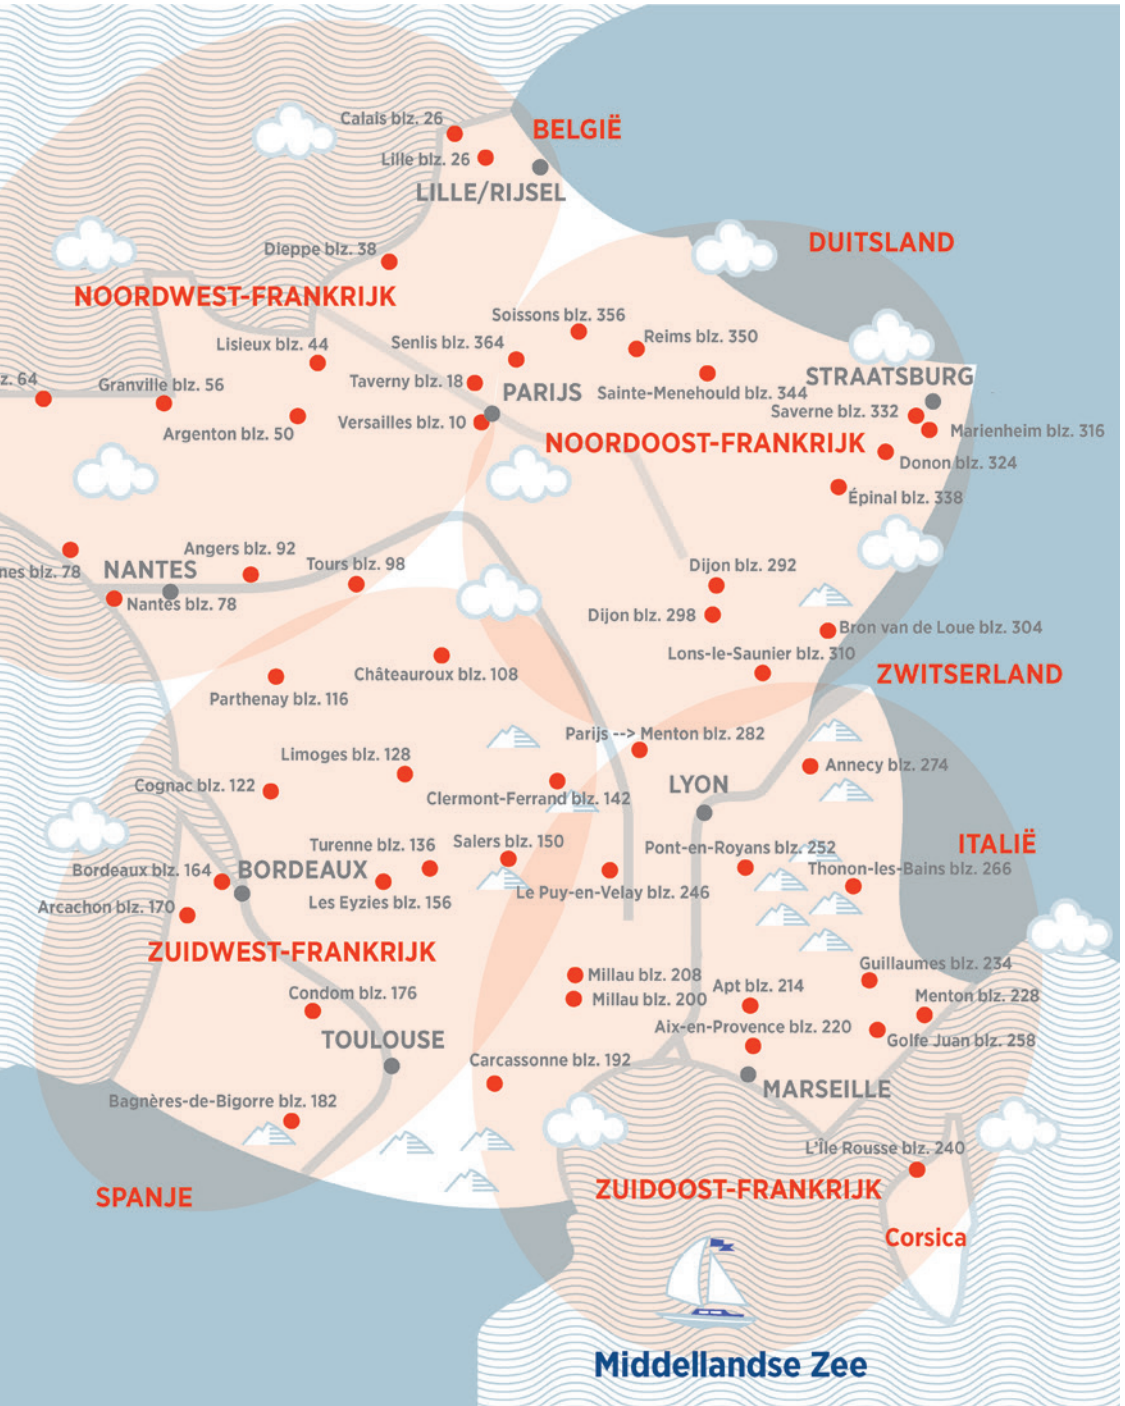 Calais blz. 26
BELGIË
Lille blz. 26
LILLE/RIJSEL
DUITSLAND
Dieppe blz. 38
NOORDWEST-FRANKRIJK
Soissons blz. 356
Lisieux blz. 44
Senlis blz. 364
Reims blz. 350
z. 64
Granville blz. 56
Taverny blz. 18
PARIJS
Sainte-Menehould blz. 344
STRAATSBURG
Saverne blz. 332
Argenton blz. 50
Versailles blz. 10
NOORDOOST-FRANKRIJK
Marienheim blz. 316
Donon blz. 324
Épinal blz. 338
Angers blz. 92
nes blz. 78
NANTES
Tours blz. 98
Dijon blz. 292
Nantes blz. 78
Dijon blz. 298
Bron van de Loue blz. 304
Lons-le-Saunier blz. 310
Châteauroux blz. 108
ZWITSERLAND
Parthenay blz. 116
Parijs --> Menton blz. 282
Limoges blz. 128
Annecy blz. 274
Cognac blz. 122
Clermont-Ferrand blz. 142
LYON
Turenne blz. 136
Salers blz. 150
Pont-en-Royans blz. 252
ITALIË
Bordeaux blz. 164
BORDEAUX
Thonon-les-Bains blz. 266
Les Eyzies blz. 156
Le Puy-en-Velay blz. 246
Arcachon blz. 170
ZUIDWEST-FRANKRIJK
Guillaumes blz. 234
Millau blz. 208
Condom blz. 176
Millau blz. 200
Apt blz. 214
Menton blz. 228
Aix-en-Provence blz. 220
TOULOUSE
Golfe Juan blz. 258
Carcassonne blz. 192
MARSEILLE
Bagnères-de-Bigorre blz. 182
L'Île Rousse blz. 240
SPANJE
ZUIDOOST-FRANKRIJK
Corsica
Middellandse Zee